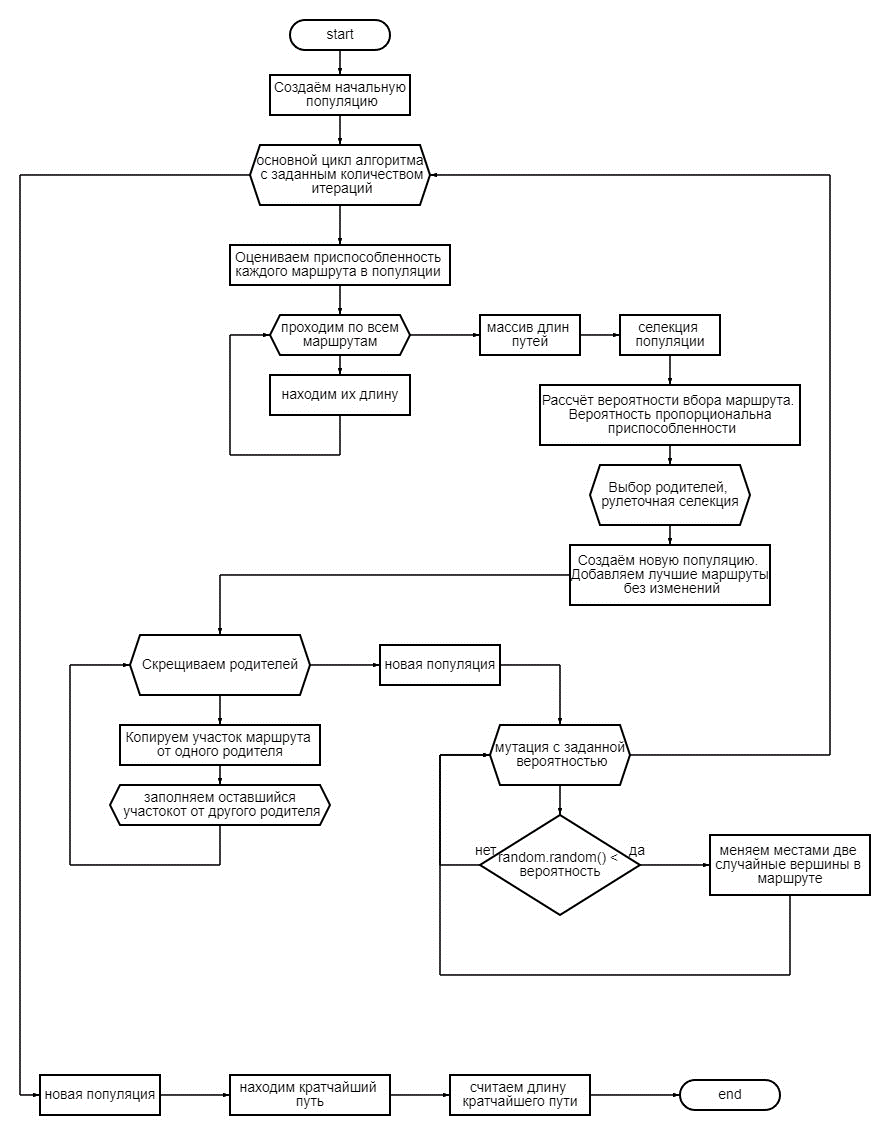 start
Создаём начальную
популяцию
основной цикл алгоритма
с заданным количеством
итераций
Оцениваем приспособленность
каждого маршрута в популяции
проходим по всем
маршрутам
массив длин
путей
селекция
популяции
находим их длину
Рассчёт вероятности вбора маршрута.
Вероятность пропорциональна
приспособленности
Выбор родителей,
рулеточная селекция
Создаём новую популяцию.
Добавляем лучшие маршруты
без изменений
Скрещиваем родителей
новая популяция
Копируем участок маршрута
от одного родителя
мутация с заданной
вероятностью
заполняем оставшийся
участокот от другого родителя
нет
random.random() <
вероятность
да
меняем местами две
случайные вершины в
маршруте
новая популяция
находим кратчайший
путь
считаем длину
кратчайшего пути
end